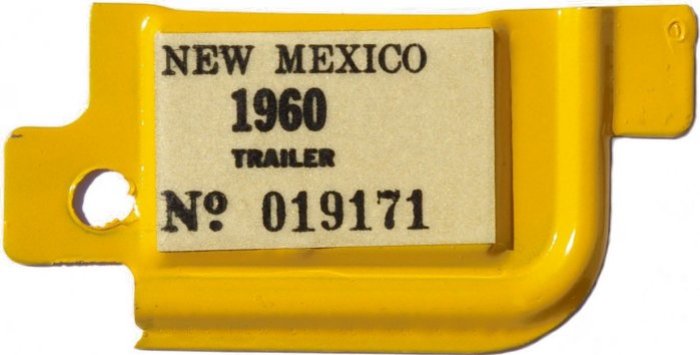 NEW MEXICO
1960
TRAILER
Nº 019171